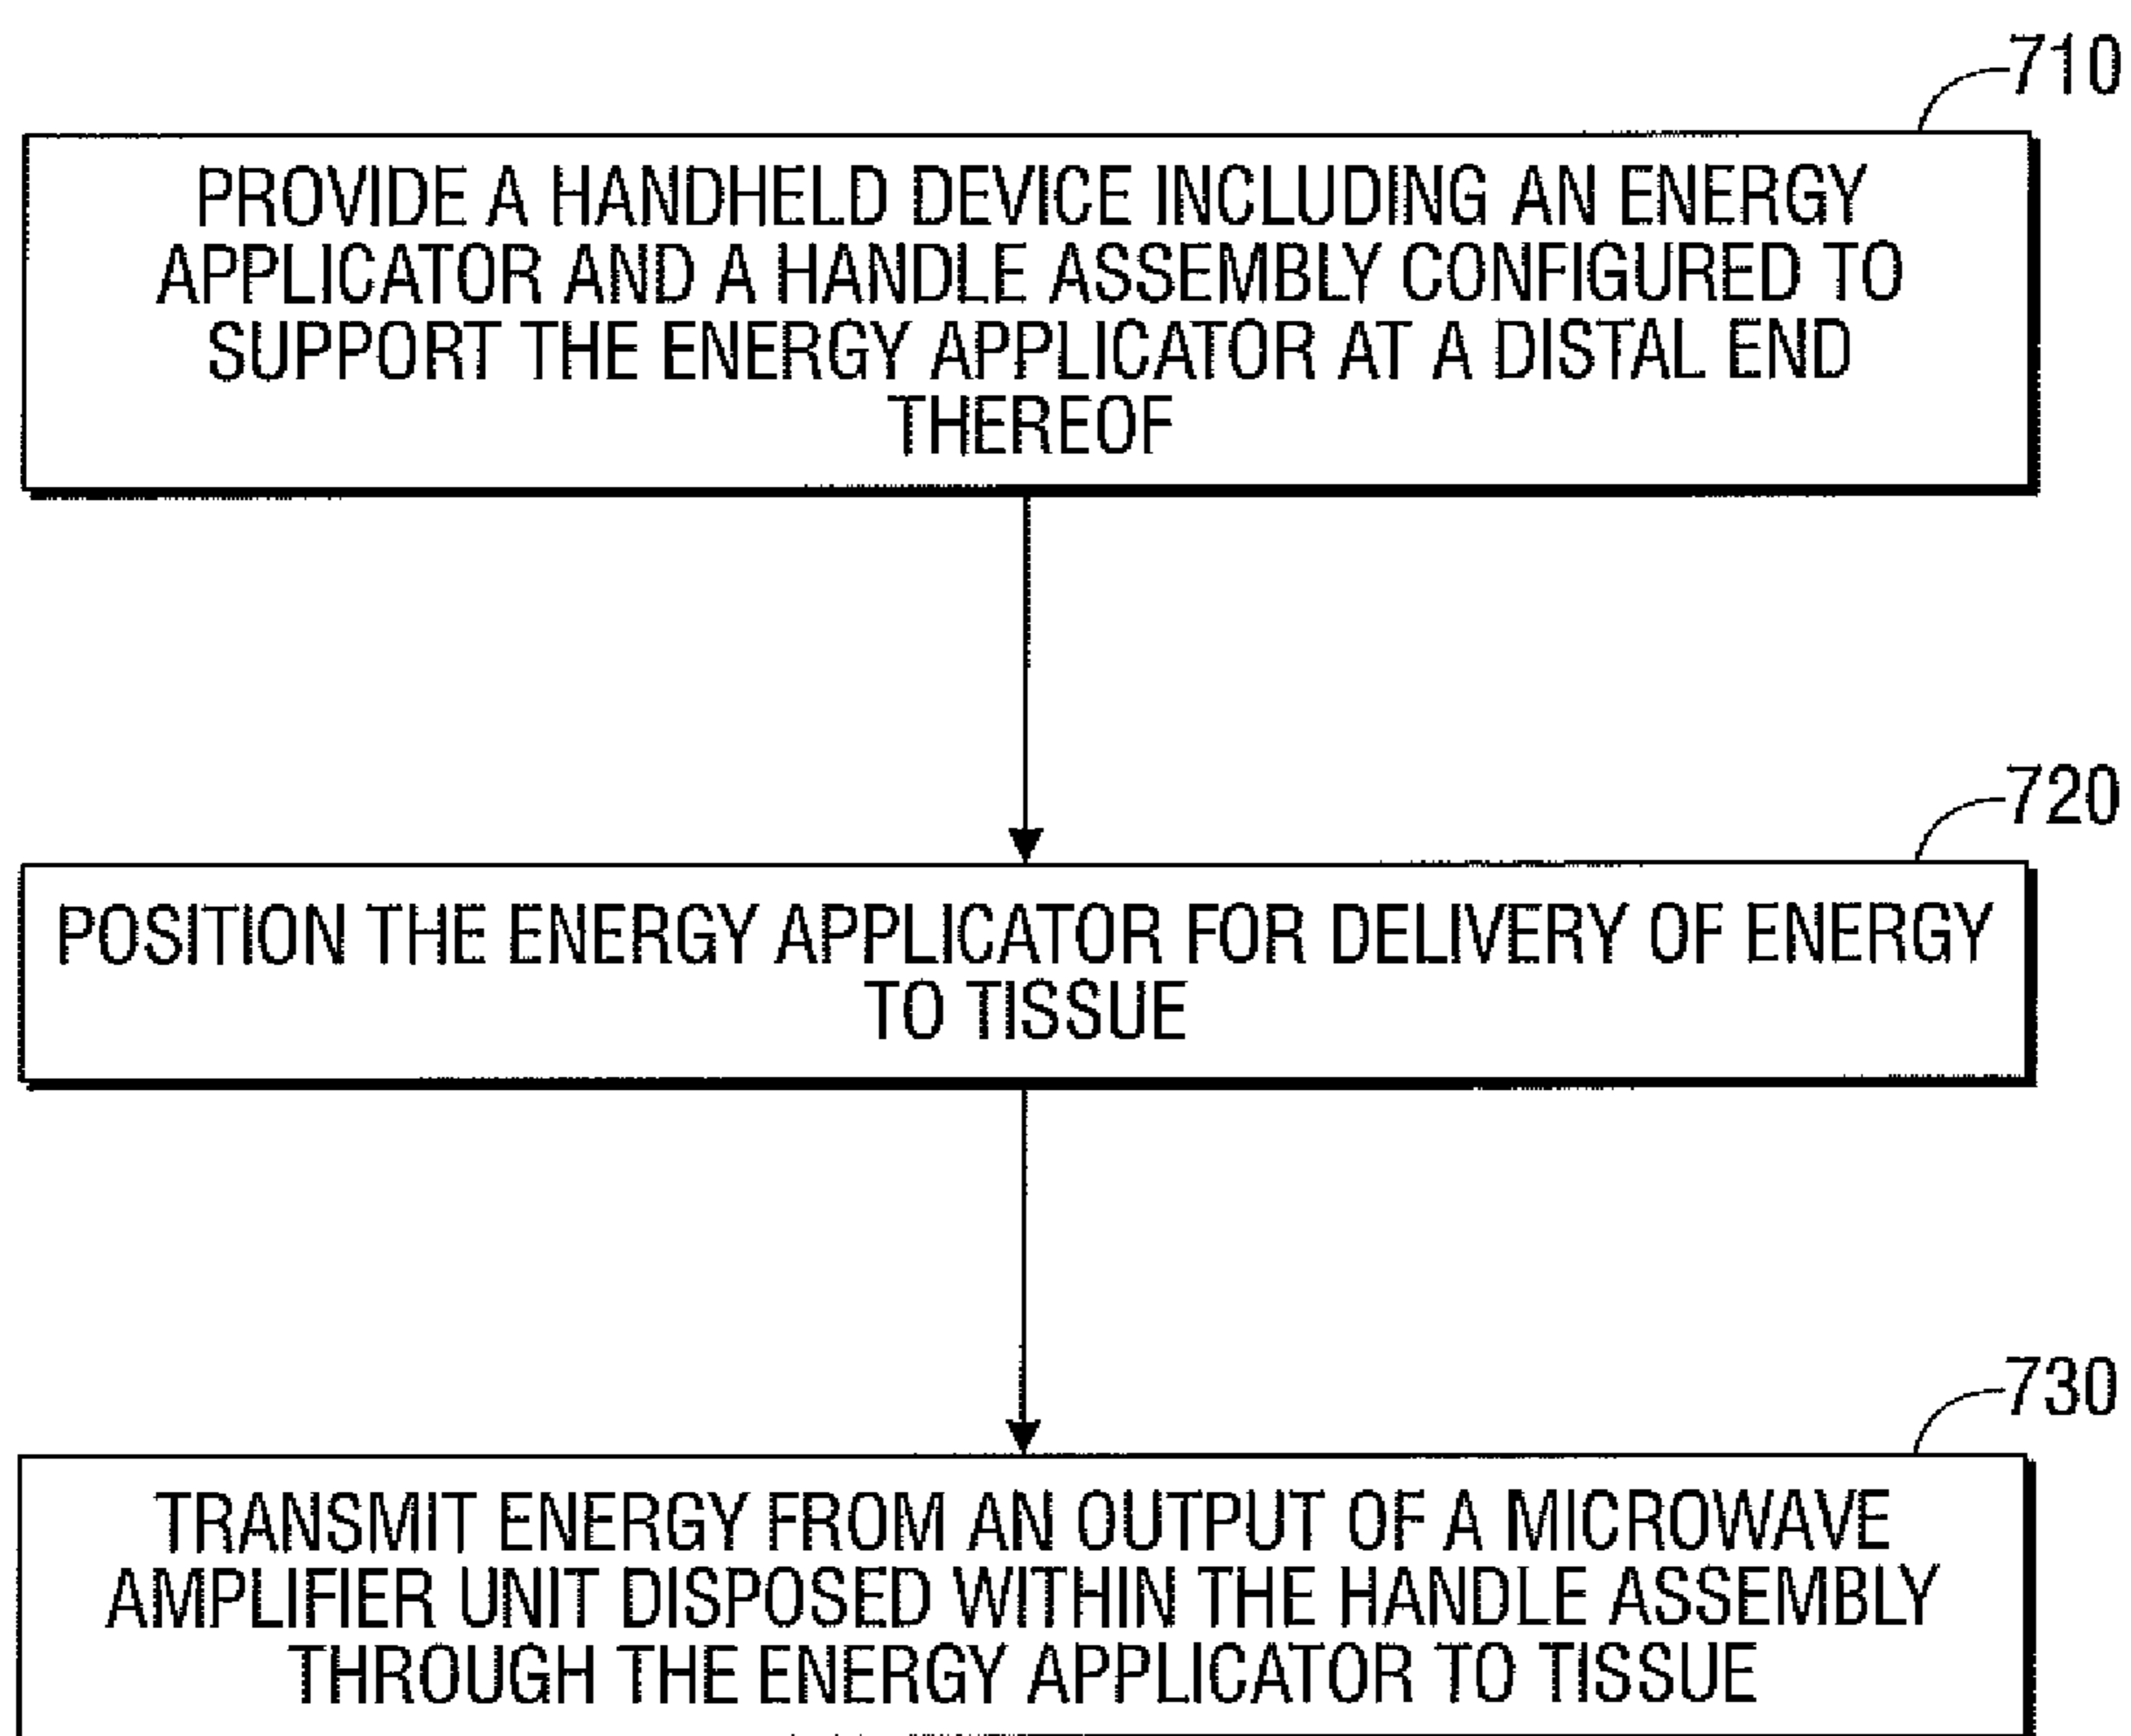 710
PROVIDE A HANDHELD DEVICE INCLUDING AN ENERGY
APPLICATOR AND A HANDLE ASSEMBLY CONFIGURED TO
SUPPORT THE ENERGY APPLICATOR AT A DISTAL END
THEREOF
720
POSITION THE ENERGY APPLICATOR FOR DELIVERY OF ENERGY
TO TISSUE
730
TRANSMIT ENERGY FROM AN OUTPUT OF A MICROWAVE
AMPLIFIER UNIT DISPOSED WITHIN THE HANDLE ASSEMBLY
THROUGH THE ENERGY APPLICATOR TO TISSUE